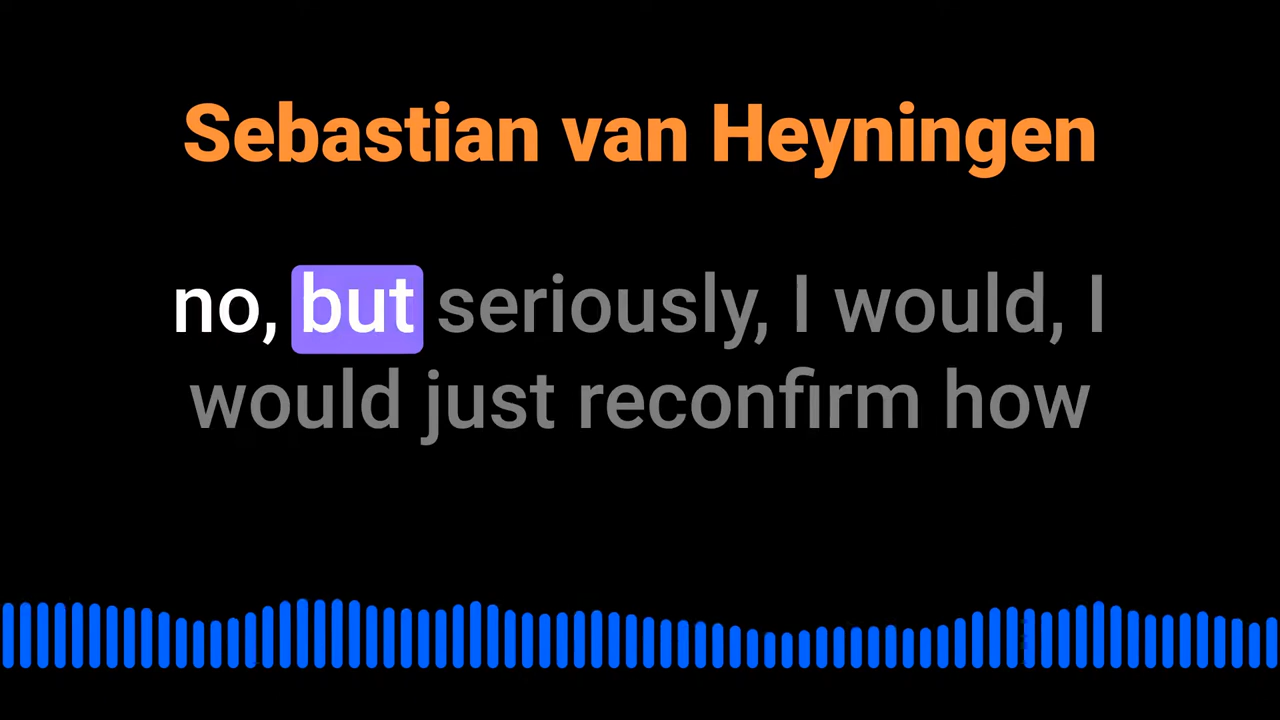 Sebastian van Heyningen
no, but seriously, I would, I
would just reconfirm how